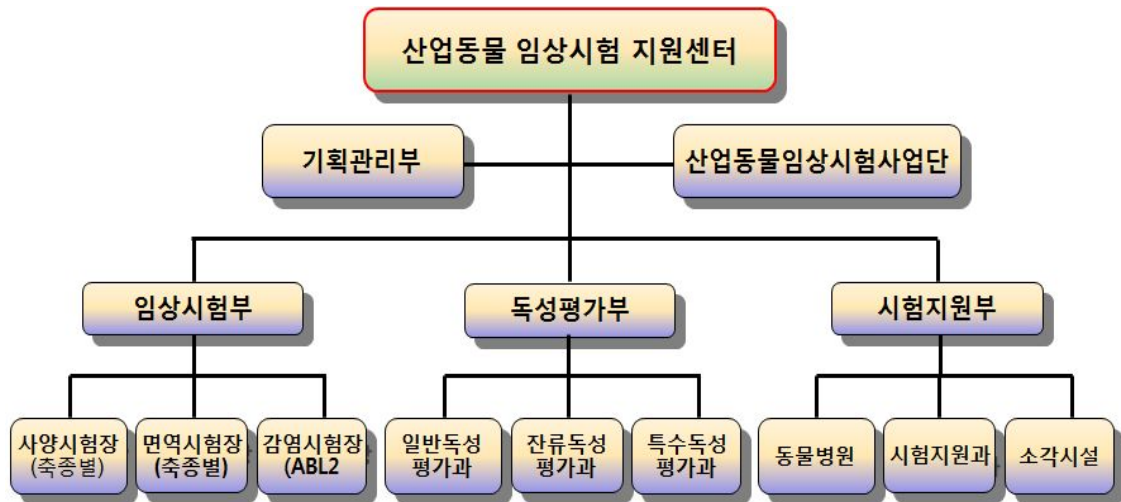 산업동물 임상시험 지원센터
기획관리부
산업동물임상시험사업단
임상시험부
독성평가부
시험지원부
사양시험장
(축종별)
면역시험장
(축종별)
감염시험장
(ABL2
일반독성
평가과
잔류독성
평가과
특수독성
평가과
동물병원
시험지원과
소각시설